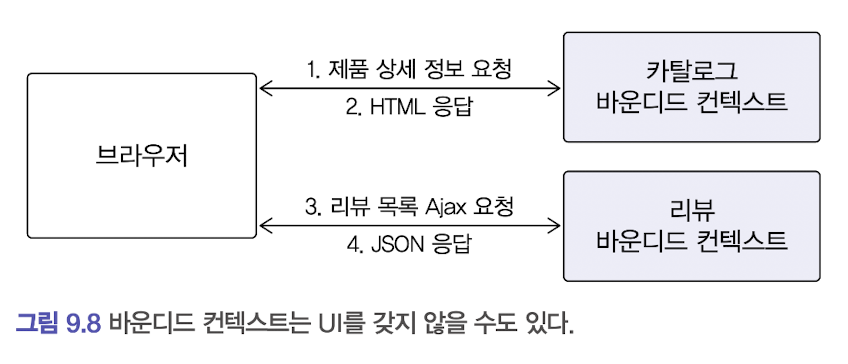 브라우저
1. 제품 상세 정보 요청
2. HTML 응답
카탈로그
바운디드 컨텍스트
3. 리뷰 목록 Ajax 요청
4. JSON 응답
리뷰
바운디드 컨텍스트
그림 9.8 바운디드 컨텍스트는 UI를 갖지 않을 수도 있다.